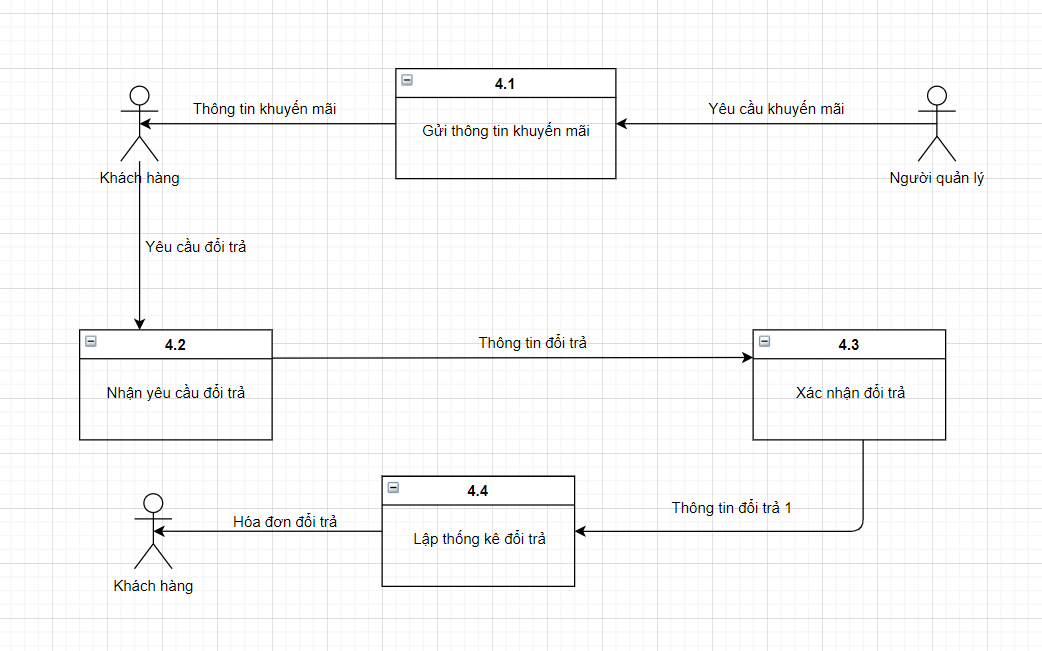 4.1
Thông tin khuyến mãi
Yêu cầu khuyến mãi
Gửi thông tin khuyến mãi
Khách hàng
Người quản lý
Yêu cầu đổi trả
4.2
Thông tin đổi trả
4.3
Nhận yêu cầu đổi trả
Xác nhận đổi trả
4.4
Thông tin đổi trả 1
Hóa đơn đổi trả
Lập thống kê đổi trả
Khách hàng